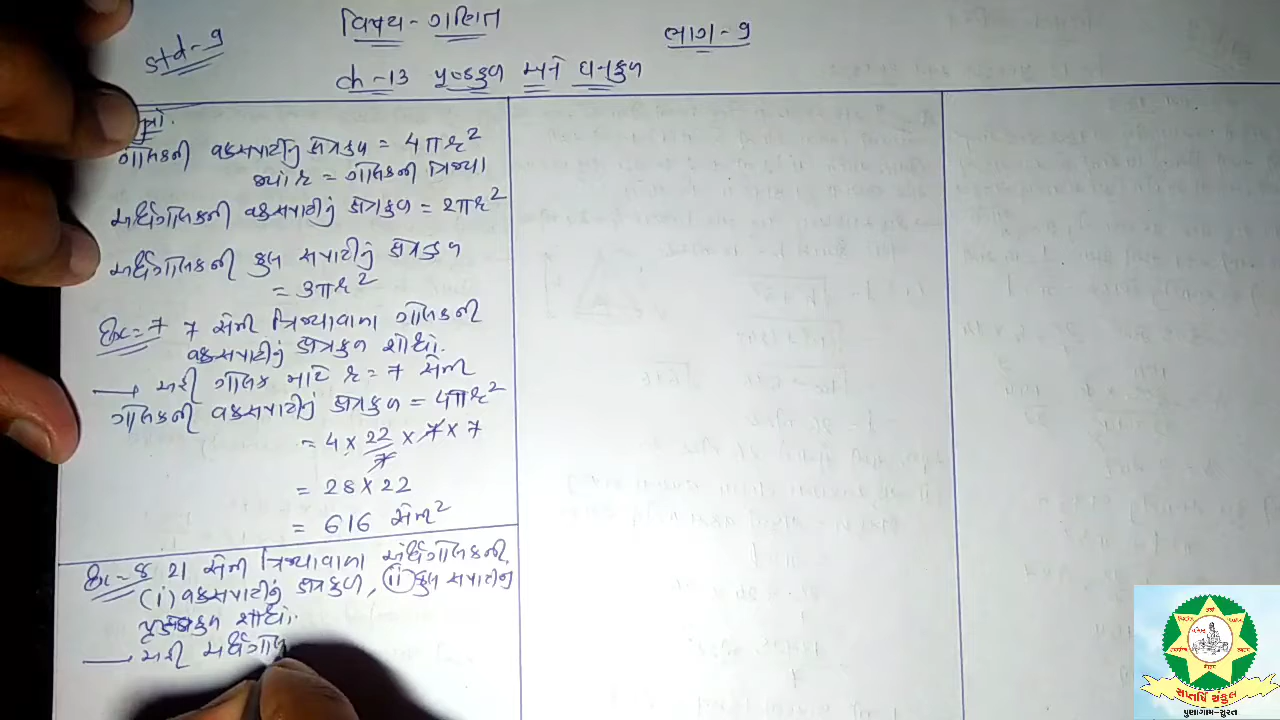 std-9
વિષય - ગણિત
ભાગ-9
ch-13 પૃષ્ઠફળ અને ઘનફળ
ગોલકની વક્રસપાટીનું ક્ષેત્રફળ = 4πr²
જ્યાં r = ગોલકની ત્રિજ્યા
અર્ધગોલકની વક્રસપાટીનું ક્ષેત્રફળ = 2πr²
અર્ધગોલકની કુલ સપાટીનું ક્ષેત્રફળ
= 3πr²
Ex-7 7 સેમી ત્રિજ્યાવાળા ગોલકની
વક્રસપાટીનું ક્ષેત્રફળ શોધો.
અહી ગોલક માટે r = 7 સેમી
ગોલકની વક્રસપાટીનું ક્ષેત્રફળ = 4πr²
= 4 × 22/7 × 7 × 7
= 28 × 22
= 616 સેમી²
Ex-8 21 સેમી ત્રિજ્યાવાળા અર્ધગોલકની
(i) વક્રસપાટીનું ક્ષેત્રફળ, (ii) કુલ સપાટીનું
શોધો.
અહી અર્ધગોલ
સપ્તર્ષિ સંકુલ
પુણાગામ-સુરત